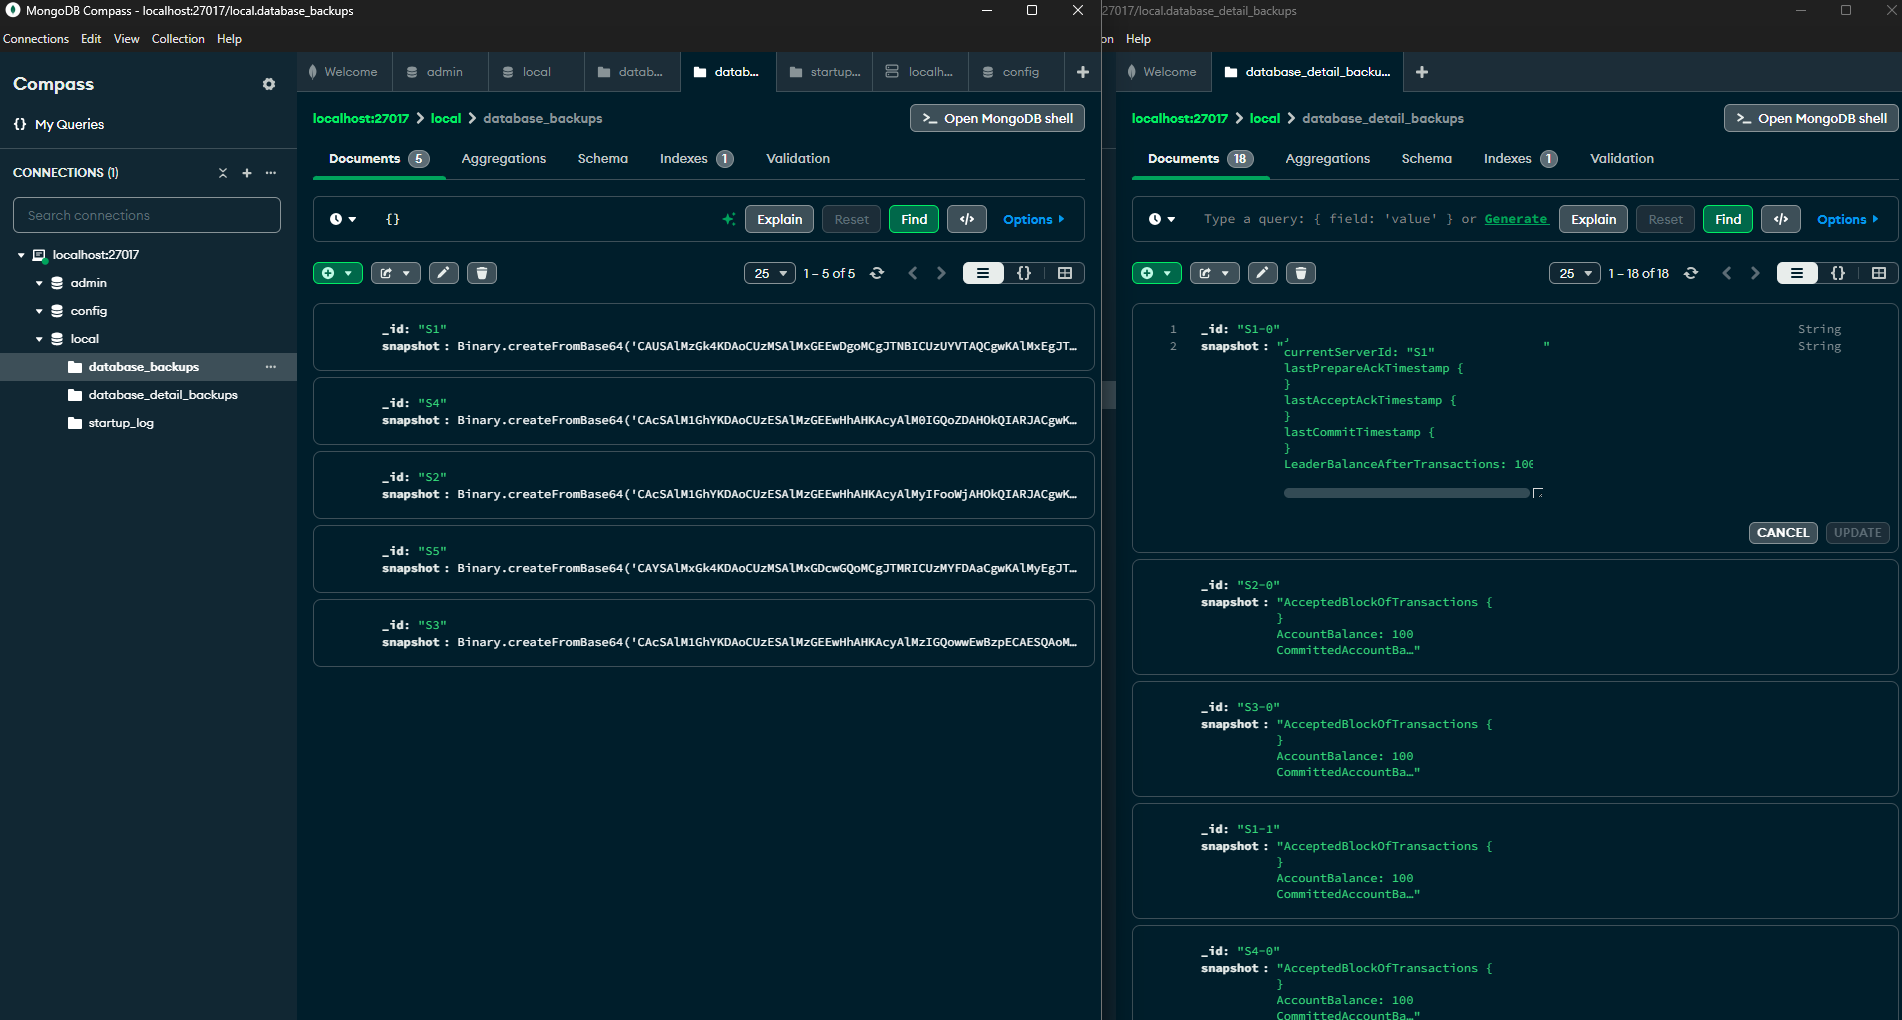 MongoDB Compass - localhost:27017/local.database_backups
Connections Edit View Collection Help
Compass
{} My Queries
CONNECTIONS (1)
Search connections
localhost:27017
admin
config
local
database_backups
database_detail_backups
startup_log
Welcome admin local datab... datab... startup... localh... config
localhost:27017 > local > database_backups
>_ Open MongoDB shell
Documents 5 Aggregations Schema Indexes 1 Validation
{} Explain Reset Find </> Options
25 1 – 5 of 5 {}
_id: "S1"
snapshot : Binary.createFromBase64('CAUSAlMzGk4KDAoCUzMSAlMxGEEwDgoMCgJTNBICUzUYVTAQCgwKAlMxEgJT…
_id: "S4"
snapshot : Binary.createFromBase64('CAcSAlM1GhYKDAoCUzESAlMzGEEwHhAHKAcyAlM0IGQoZDAHOkQIARJACgwK…
_id: "S2"
snapshot : Binary.createFromBase64('CAcSAlM1GhYKDAoCUzESAlMzGEEwHhAHKAcyAlMyIFooWjAHOkQIARJACgwK…
_id: "S5"
snapshot : Binary.createFromBase64('CAYSAlMxGk4KDAoCUzMSAlMxGDcwGQoMCgJTMRICUzMYFDAaCgwKAlMyEgJT…
_id: "S3"
snapshot : Binary.createFromBase64('CAcSAlM1GhYKDAoCUzESAlMzGEEwHhAHKAcyAlMzIGQowwEwBzpECAESQAoM…
27017/local.database_detail_backups
on Help
Welcome database_detail_backu...
localhost:27017 > local > database_detail_backups
>_ Open MongoDB shell
Documents 18 Aggregations Schema Indexes 1 Validation
Type a query: { field: 'value' } or Generate Explain Reset Find </> Options
25 1 – 18 of 18 {}
1 _id: "S1-0" String
2 snapshot : " " String
}
currentServerId: "S1"
lastPrepareAckTimestamp {
}
lastAcceptAckTimestamp {
}
lastCommitTimestamp {
}
LeaderBalanceAfterTransactions: 100
CANCEL UPDATE
_id: "S2-0"
snapshot : "AcceptedBlockOfTransactions {
}
AccountBalance: 100
CommittedAccountBa…"
_id: "S3-0"
snapshot : "AcceptedBlockOfTransactions {
}
AccountBalance: 100
CommittedAccountBa…"
_id: "S1-1"
snapshot : "AcceptedBlockOfTransactions {
}
AccountBalance: 100
CommittedAccountBa…"
_id: "S4-0"
snapshot : "AcceptedBlockOfTransactions {
}
AccountBalance: 100
CommittedAccountBa…"